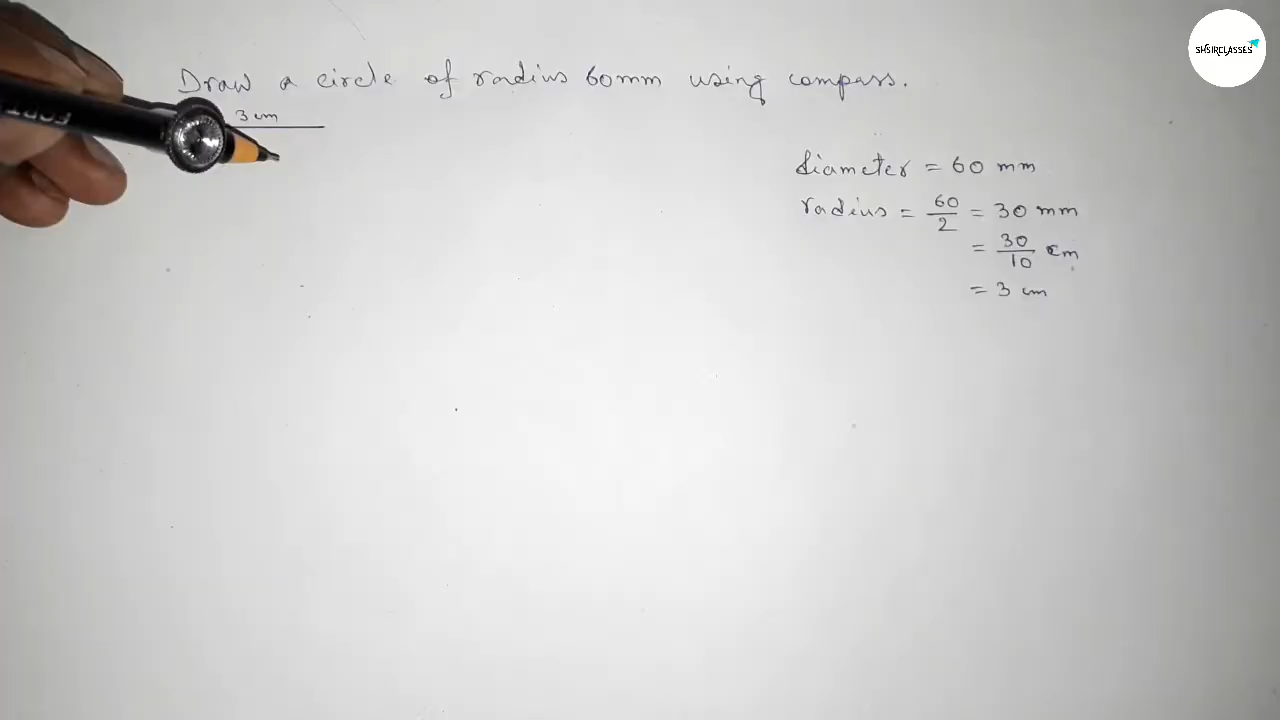 SHSIRCLASSES
Draw a circle of radius 60mm using compass.
3 cm
diameter = 60 mm
radius = 60/2 = 30 mm
= 30/10 cm
= 3 cm